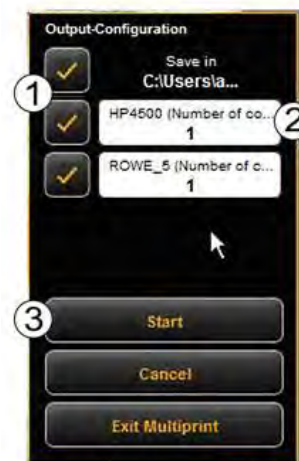 Output-Configuration
Save in
C:\Users\a...
1
HP4500 (Number of co...
1
2
ROWE_5 (Number of c...
1
3
Start
Cancel
Exit Multiprint